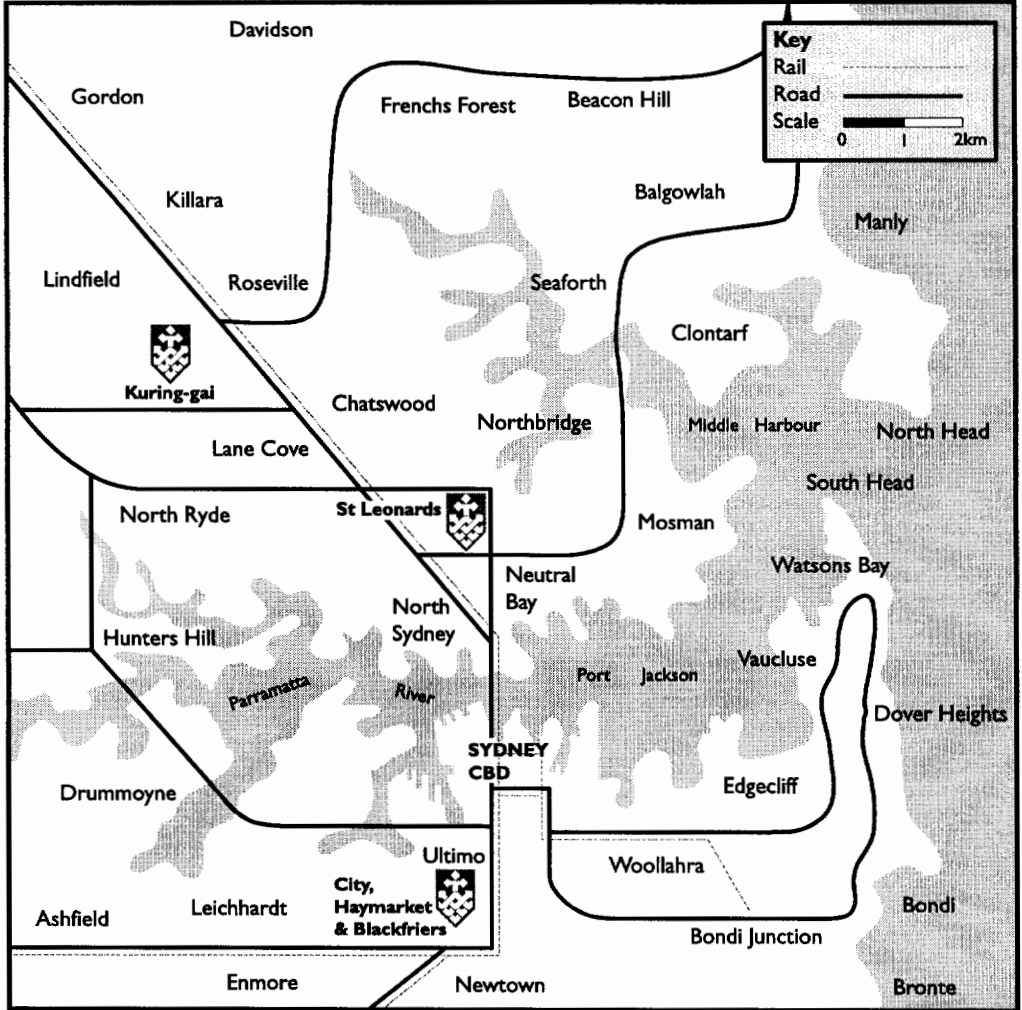 Davidson
Key
Rail
Road
Scale
0 1 2km
Gordon
Frenchs Forest
Beacon Hill
Killara
Balgowlah
Manly
Lindfield
Roseville
Seaforth
Clontarf
Kuring-gai
Chatswood
Northbridge
Middle Harbour
North Head
Lane Cove
South Head
North Ryde
St Leonards
Mosman
Watsons Bay
Neutral
Bay
North
Sydney
Hunters Hill
Parramatta River
Port Jackson
Vaucluse
Dover Heights
SYDNEY
CBD
Drummoyne
Edgecliff
Ultimo
Woollahra
City,
Haymarket
& Blackfriers
Ashfield
Leichhardt
Bondi
Bondi Junction
Enmore
Newtown
Bronte